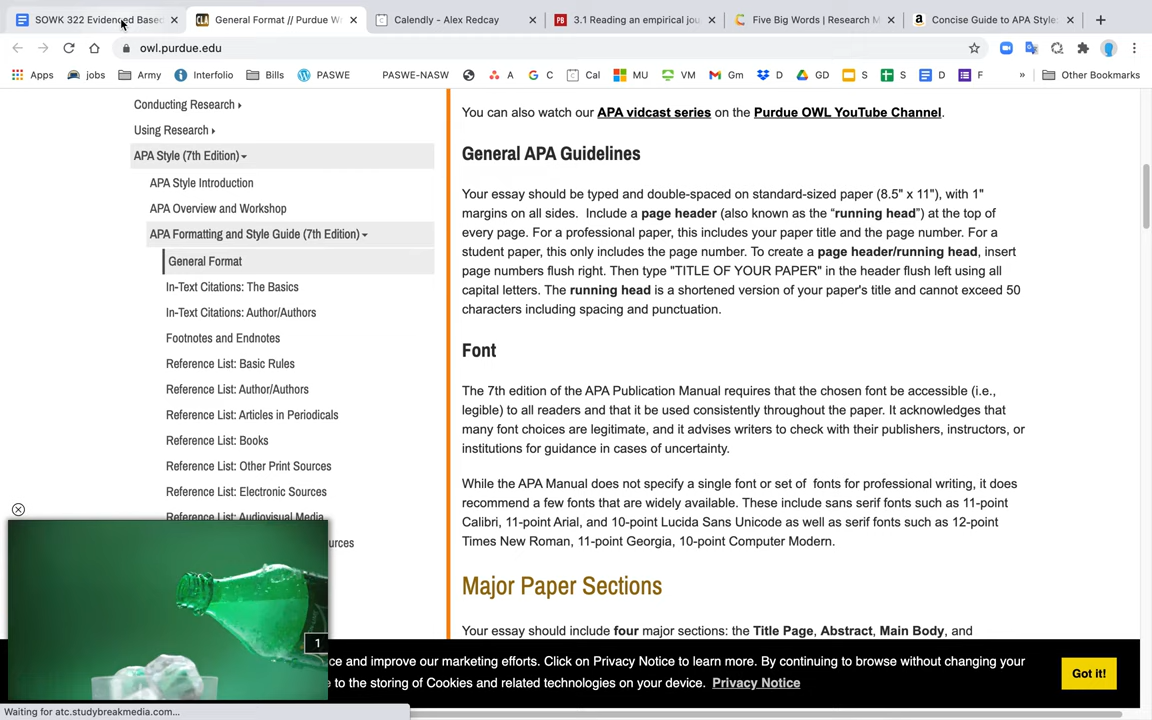 SOWK 322 Evidenced Based
General Format // Purdue W
Calendly - Alex Redcay
3.1 Reading an empirical jou
Five Big Words | Research M
Concise Guide to APA Style:
owl.purdue.edu
Apps
jobs
Army
Interfolio
Bills
PASWE
PASWE-NASW
A
C
Cal
MU
VM
Gm
D
GD
S
S
D
F
»
Other Bookmarks
Conducting Research
Using Research
APA Style (7th Edition)
APA Style Introduction
APA Overview and Workshop
APA Formatting and Style Guide (7th Edition)
General Format
In-Text Citations: The Basics
In-Text Citations: Author/Authors
Footnotes and Endnotes
Reference List: Basic Rules
Reference List: Author/Authors
Reference List: Articles in Periodicals
Reference List: Books
Reference List: Other Print Sources
Reference List: Electronic Sources
Reference List: Audiovisual Media
You can also watch our APA vidcast series on the Purdue OWL YouTube Channel.
General APA Guidelines
Your essay should be typed and double-spaced on standard-sized paper (8.5" x 11"), with 1"
margins on all sides. Include a page header (also known as the “running head”) at the top of
every page. For a professional paper, this includes your paper title and the page number. For a
student paper, this only includes the page number. To create a page header/running head, insert
page numbers flush right. Then type "TITLE OF YOUR PAPER" in the header flush left using all
capital letters. The running head is a shortened version of your paper's title and cannot exceed 50
characters including spacing and punctuation.
Font
The 7th edition of the APA Publication Manual requires that the chosen font be accessible (i.e.,
legible) to all readers and that it be used consistently throughout the paper. It acknowledges that
many font choices are legitimate, and it advises writers to check with their publishers, instructors, or
institutions for guidance in cases of uncertainty.
While the APA Manual does not specify a single font or set of fonts for professional writing, it does
recommend a few fonts that are widely available. These include sans serif fonts such as 11-point
Calibri, 11-point Arial, and 10-point Lucida Sans Unicode as well as serif fonts such as 12-point
Times New Roman, 11-point Georgia, 10-point Computer Modern.
Major Paper Sections
Your essay should include four major sections: the Title Page, Abstract, Main Body, and
1
ce and improve our marketing efforts. Click on Privacy Notice to learn more. By continuing to browse without changing your
e to the storing of Cookies and related technologies on your device. Privacy Notice
Got it!
Waiting for atc.studybreakmedia.com...